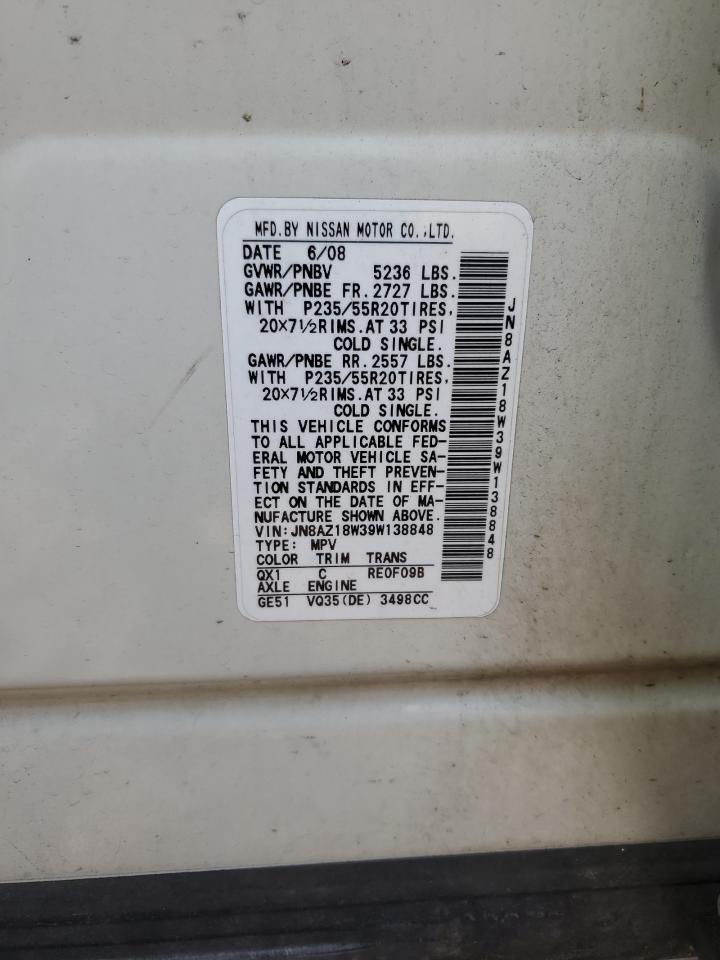 MFD.BY NISSAN MOTOR CO.,LTD.
DATE 6/08
GVWR/PNBV 5236 LBS.
GAWR/PNBE FR. 2727 LBS.
WITH P235/55R20TIRES,
20×7½RIMS.AT 33 PSI
COLD SINGLE.
GAWR/PNBE RR. 2557 LBS.
WITH P235/55R20TIRES,
20×7½RIMS.AT 33 PSI
COLD SINGLE.
THIS VEHICLE CONFORMS
TO ALL APPLICABLE FED-
ERAL MOTOR VEHICLE SA-
FETY AND THEFT PREVEN-
TION STANDARDS IN EFF-
ECT ON THE DATE OF MA-
NUFACTURE SHOWN ABOVE.
VIN:JN8AZ18W39W138848
TYPE: MPV
COLOR TRIM TRANS
QX1 C RE0F09B
AXLE ENGINE
GE51 VQ35(DE) 3498CC
JN8AZ18W39W138848